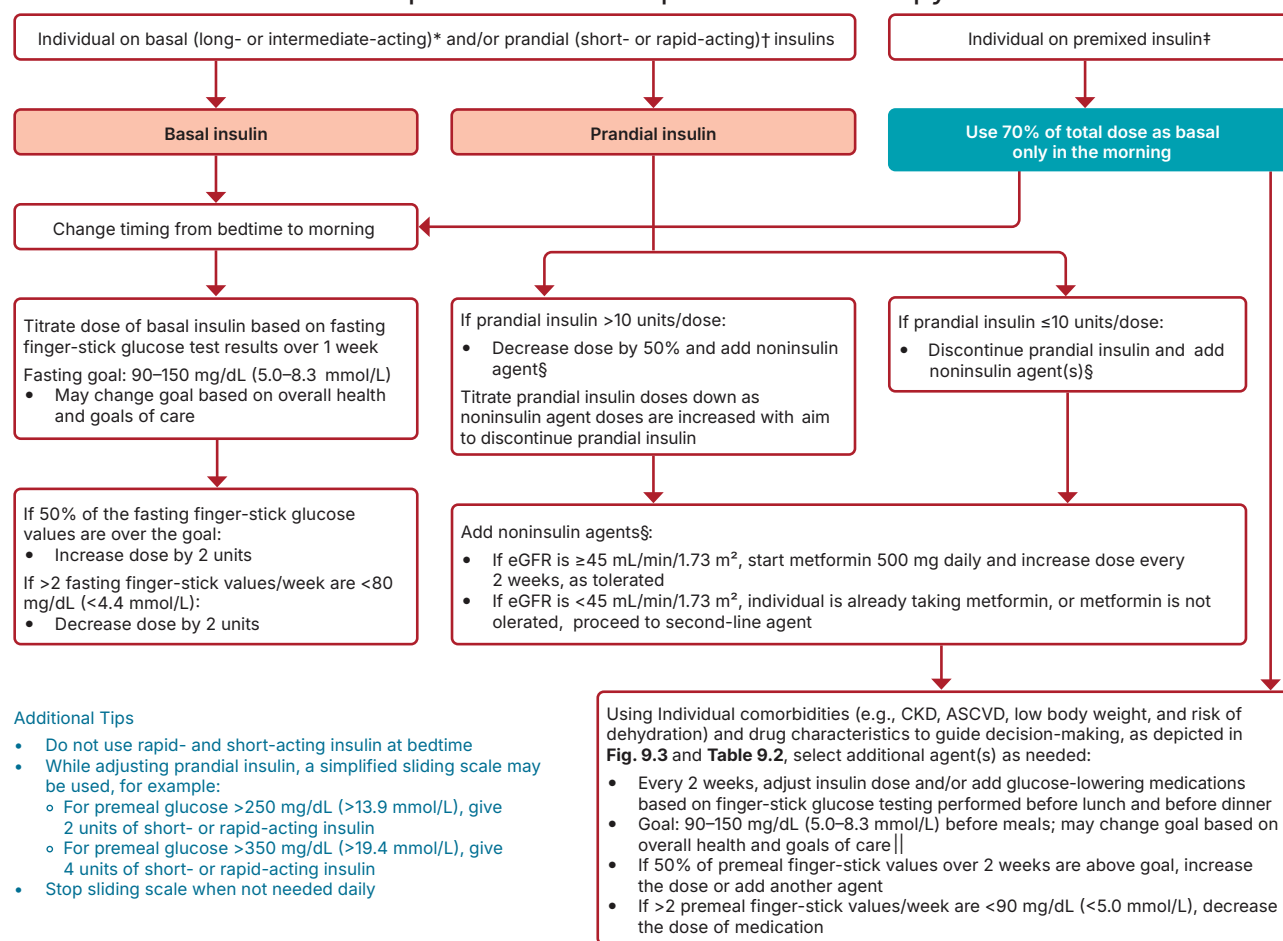 Individual on basal (long- or intermediate-acting)* and/or prandial (short- or rapid-acting)† insulins
Individual on premixed insulin‡
Basal insulin
Prandial insulin
Use 70% of total dose as basal
only in the morning
Change timing from bedtime to morning
Titrate dose of basal insulin based on fasting
finger-stick glucose test results over 1 week
Fasting goal: 90–150 mg/dL (5.0–8.3 mmol/L)
• May change goal based on overall health
and goals of care
If prandial insulin >10 units/dose:
• Decrease dose by 50% and add noninsulin
agent§
Titrate prandial insulin doses down as
noninsulin agent doses are increased with aim
to discontinue prandial insulin
If prandial insulin ≤10 units/dose:
• Discontinue prandial insulin and add
noninsulin agent(s)§
If 50% of the fasting finger-stick glucose
values are over the goal:
• Increase dose by 2 units
If >2 fasting finger-stick values/week are <80
mg/dL (<4.4 mmol/L):
• Decrease dose by 2 units
Add noninsulin agents§:
• If eGFR is ≥45 mL/min/1.73 m², start metformin 500 mg daily and increase dose every
2 weeks, as tolerated
• If eGFR is <45 mL/min/1.73 m², individual is already taking metformin, or metformin is not
olerated, proceed to second-line agent
Additional Tips
• Do not use rapid- and short-acting insulin at bedtime
• While adjusting prandial insulin, a simplified sliding scale may
be used, for example:
∘ For premeal glucose >250 mg/dL (>13.9 mmol/L), give
2 units of short- or rapid-acting insulin
∘ For premeal glucose >350 mg/dL (>19.4 mmol/L), give
4 units of short- or rapid-acting insulin
• Stop sliding scale when not needed daily
Using Individual comorbidities (e.g., CKD, ASCVD, low body weight, and risk of
dehydration) and drug characteristics to guide decision-making, as depicted in
Fig. 9.3 and Table 9.2, select additional agent(s) as needed:
• Every 2 weeks, adjust insulin dose and/or add glucose-lowering medications
based on finger-stick glucose testing performed before lunch and before dinner
• Goal: 90–150 mg/dL (5.0–8.3 mmol/L) before meals; may change goal based on
overall health and goals of care||
• If 50% of premeal finger-stick values over 2 weeks are above goal, increase
the dose or add another agent
• If >2 premeal finger-stick values/week are <90 mg/dL (<5.0 mmol/L), decrease
the dose of medication